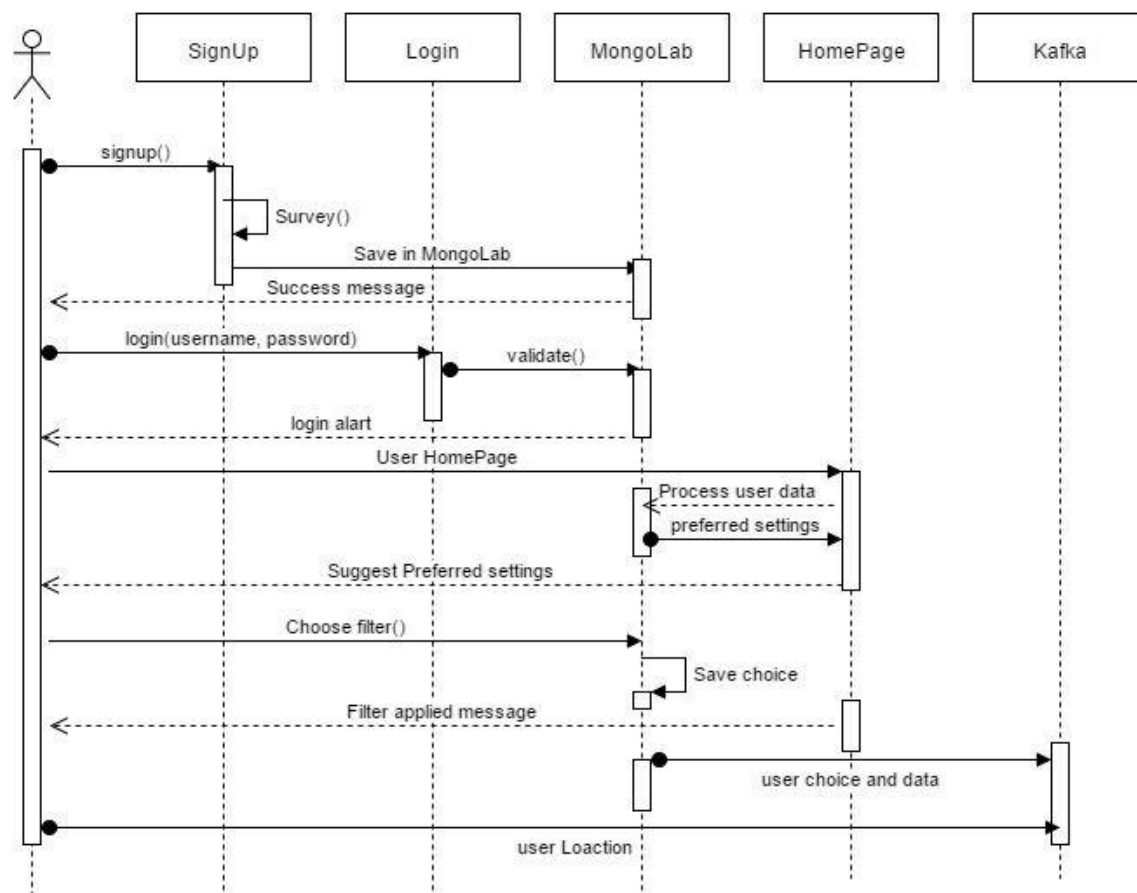 SignUp
Login
MongoLab
HomePage
Kafka
signup()
Survey()
Save in MongoLab
Success message
login(username, password)
validate()
login alart
User HomePage
Process user data
preferred settings
Suggest Preferred settings
Choose filter()
Save choice
Filter applied message
user choice and data
user Loaction